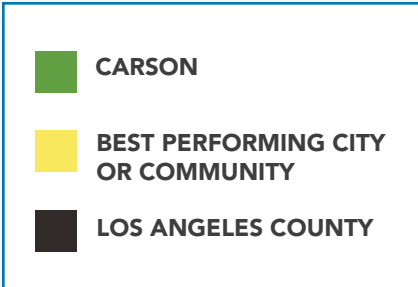 CARSON
BEST PERFORMING CITY
OR COMMUNITY
LOS ANGELES COUNTY